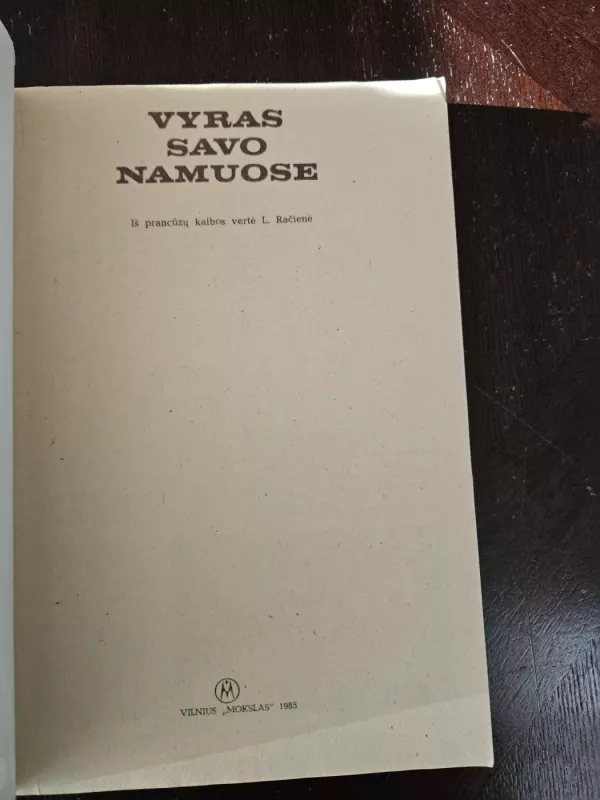 VYRAS
SAVO
NAMUOSE
Iš prancūzų kalbos vertė L. Račienė
M
VILNIUS „MOKSLAS" 1985